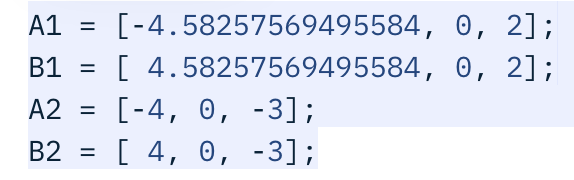 A1 = [-4.58257569495584, 0, 2];
B1 = [ 4.58257569495584, 0, 2];
A2 = [-4, 0, -3];
B2 = [ 4, 0, -3];